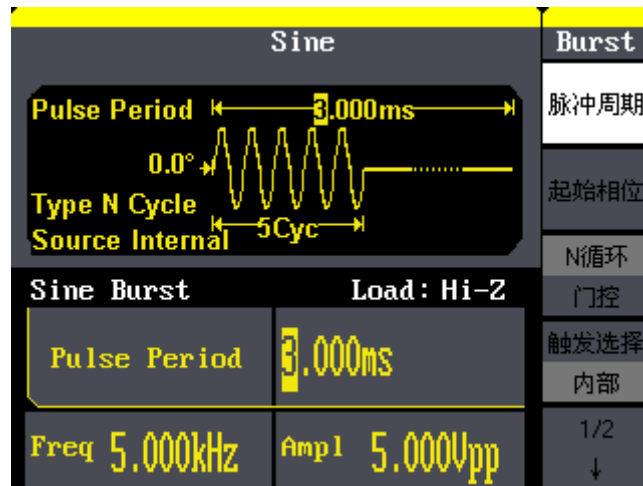 Sine
Burst
Pulse Period
3.000ms
脉冲周期
0.0°
起始相位
Type N Cycle
5Cyc
Source Internal
N循环
门控
Sine Burst
Load: Hi-Z
触发选择
内部
Pulse Period
3.000ms
Freq 5.000kHz
Ampl 5.000Vpp
1/2
↓